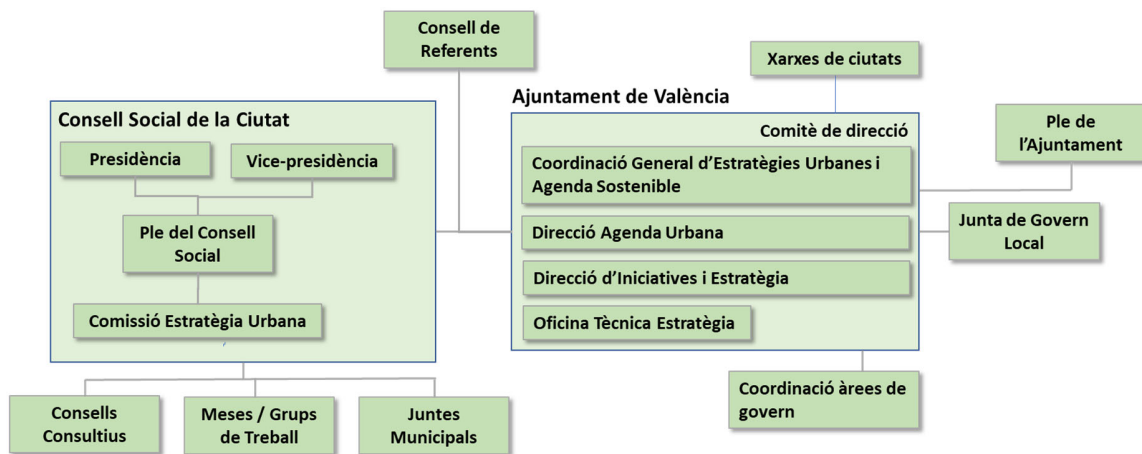 Consell de
Referents
Xarxes de ciutats
Ajuntament de València
Consell Social de la Ciutat
Comitè de direcció
Ple de
l’Ajuntament
Presidència
Vice-presidència
Coordinació General d’Estratègies Urbanes i
Agenda Sostenible
Ple del Consell
Social
Direcció Agenda Urbana
Junta de Govern
Local
Direcció d’Iniciatives i Estratègia
Comissió Estratègia Urbana
Oficina Tècnica Estratègia
Consells
Consultius
Meses / Grups
de Treball
Juntes
Municipals
Coordinació àrees de
govern